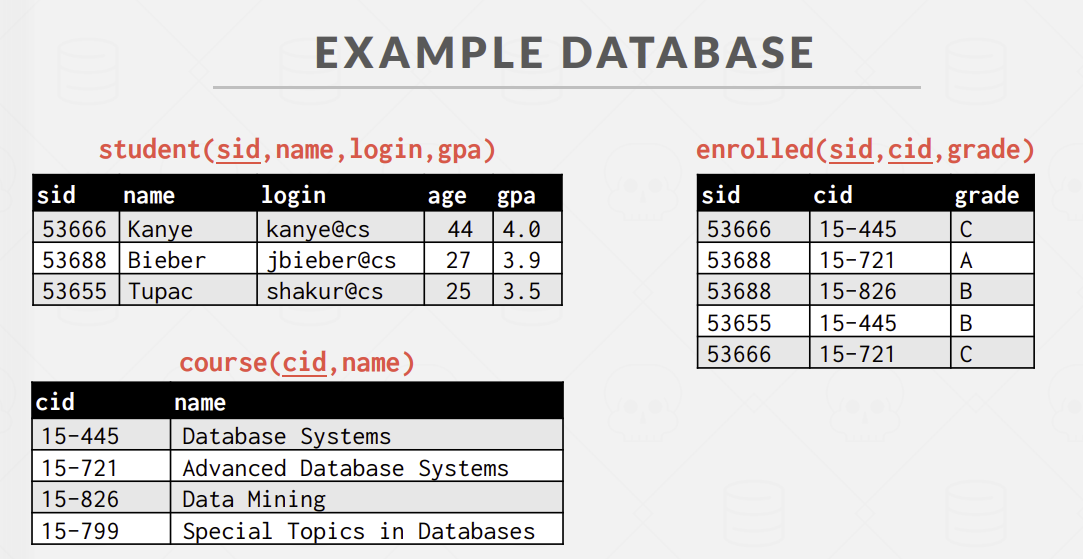 EXAMPLE DATABASE
student(sid,name,login,gpa)
sid name login age gpa
53666 Kanye kanye@cs 44 4.0
53688 Bieber jbieber@cs 27 3.9
53655 Tupac shakur@cs 25 3.5
enrolled(sid,cid,grade)
sid cid grade
53666 15-445 C
53688 15-721 A
53688 15-826 B
53655 15-445 B
53666 15-721 C
course(cid,name)
cid name
15-445 Database Systems
15-721 Advanced Database Systems
15-826 Data Mining
15-799 Special Topics in Databases